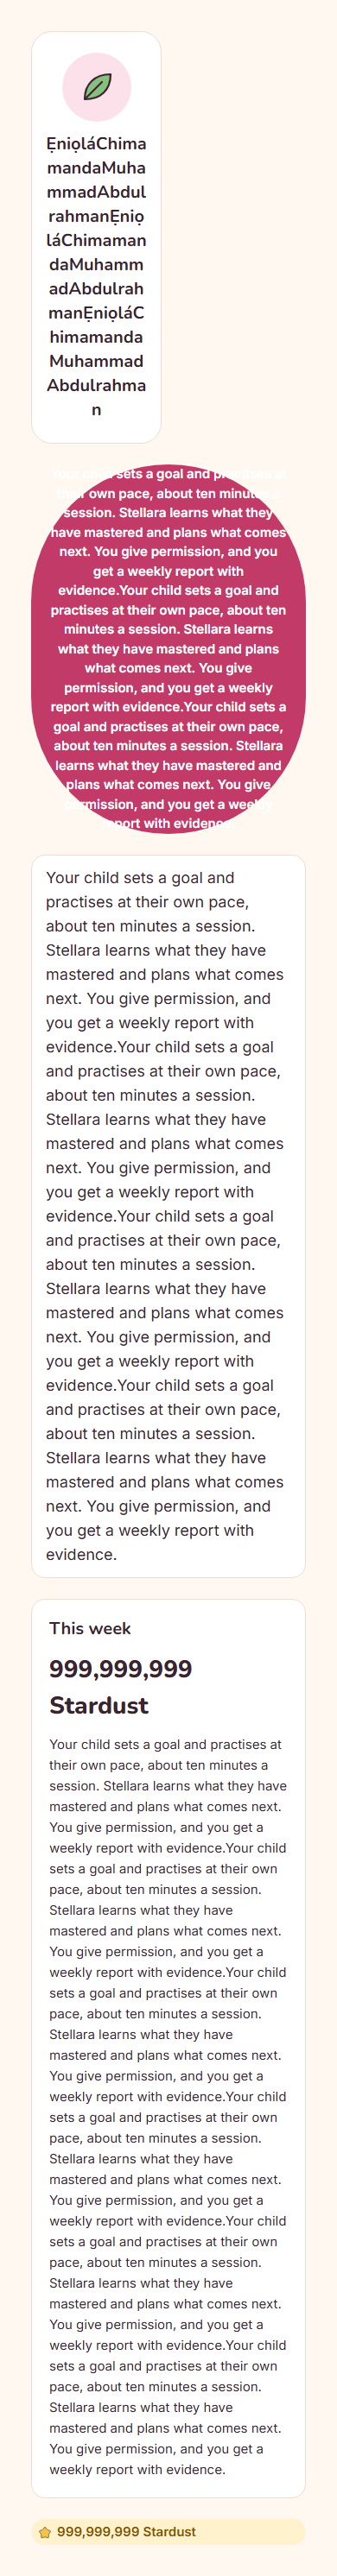 ẸniọláChima
mandaMuha
mmadAbdul
rahmanẸniọ
láChimaman
daMuhamm
adAbdulrah
manẸniọláC
himamanda
Muhammad
Abdulrahma
n
Your child sets a goal and practises at
their own pace, about ten minutes a
session. Stellara learns what they
have mastered and plans what comes
next. You give permission, and you
get a weekly report with
evidence.Your child sets a goal and
practises at their own pace, about ten
minutes a session. Stellara learns
what they have mastered and plans
what comes next. You give
permission, and you get a weekly
report with evidence.Your child sets a
goal and practises at their own pace,
about ten minutes a session. Stellara
learns what they have mastered and
plans what comes next. You give
permission, and you get a weekly
report with evidence.
Your child sets a goal and
practises at their own pace,
about ten minutes a session.
Stellara learns what they have
mastered and plans what comes
next. You give permission, and
you get a weekly report with
evidence.Your child sets a goal
and practises at their own pace,
about ten minutes a session.
Stellara learns what they have
mastered and plans what comes
next. You give permission, and
you get a weekly report with
evidence.Your child sets a goal
and practises at their own pace,
about ten minutes a session.
Stellara learns what they have
mastered and plans what comes
next. You give permission, and
you get a weekly report with
evidence.Your child sets a goal
and practises at their own pace,
about ten minutes a session.
Stellara learns what they have
mastered and plans what comes
next. You give permission, and
you get a weekly report with
evidence.
This week
999,999,999
Stardust
Your child sets a goal and practises at
their own pace, about ten minutes a
session. Stellara learns what they have
mastered and plans what comes next.
You give permission, and you get a
weekly report with evidence.Your child
sets a goal and practises at their own
pace, about ten minutes a session.
Stellara learns what they have
mastered and plans what comes next.
You give permission, and you get a
weekly report with evidence.Your child
sets a goal and practises at their own
pace, about ten minutes a session.
Stellara learns what they have
mastered and plans what comes next.
You give permission, and you get a
weekly report with evidence.Your child
sets a goal and practises at their own
pace, about ten minutes a session.
Stellara learns what they have
mastered and plans what comes next.
You give permission, and you get a
weekly report with evidence.Your child
sets a goal and practises at their own
pace, about ten minutes a session.
Stellara learns what they have
mastered and plans what comes next.
You give permission, and you get a
weekly report with evidence.Your child
sets a goal and practises at their own
pace, about ten minutes a session.
Stellara learns what they have
mastered and plans what comes next.
You give permission, and you get a
weekly report with evidence.
999,999,999 Stardust